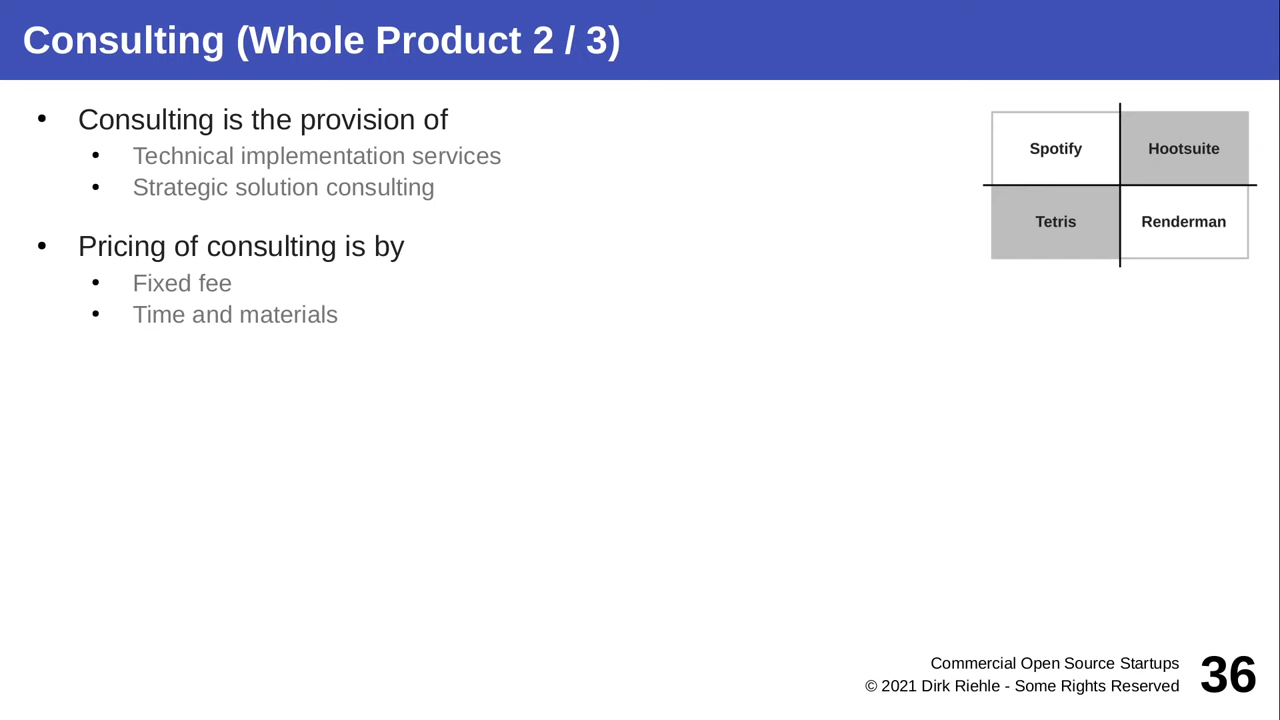 Consulting (Whole Product 2 / 3)
• Consulting is the provision of
• Technical implementation services
• Strategic solution consulting
• Pricing of consulting is by
• Fixed fee
• Time and materials
Spotify
Hootsuite
Tetris
Renderman
Commercial Open Source Startups
© 2021 Dirk Riehle - Some Rights Reserved
36